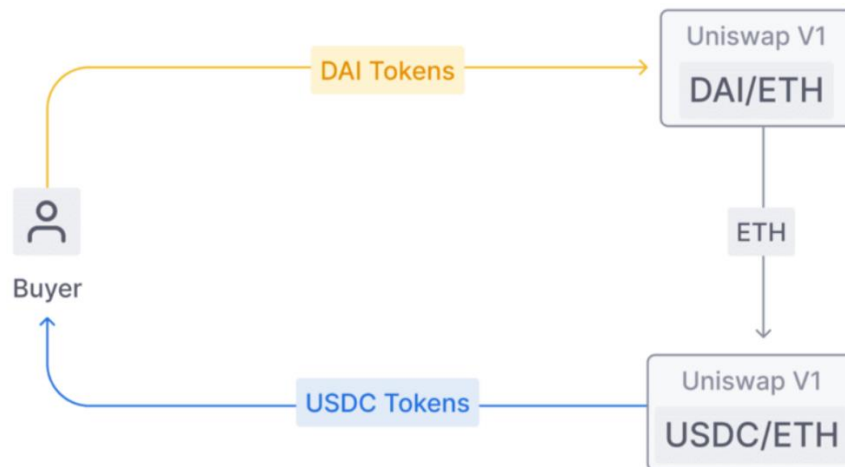 Uniswap V1
DAI/ETH
DAI Tokens
ETH
Buyer
Uniswap V1
USDC/ETH
USDC Tokens